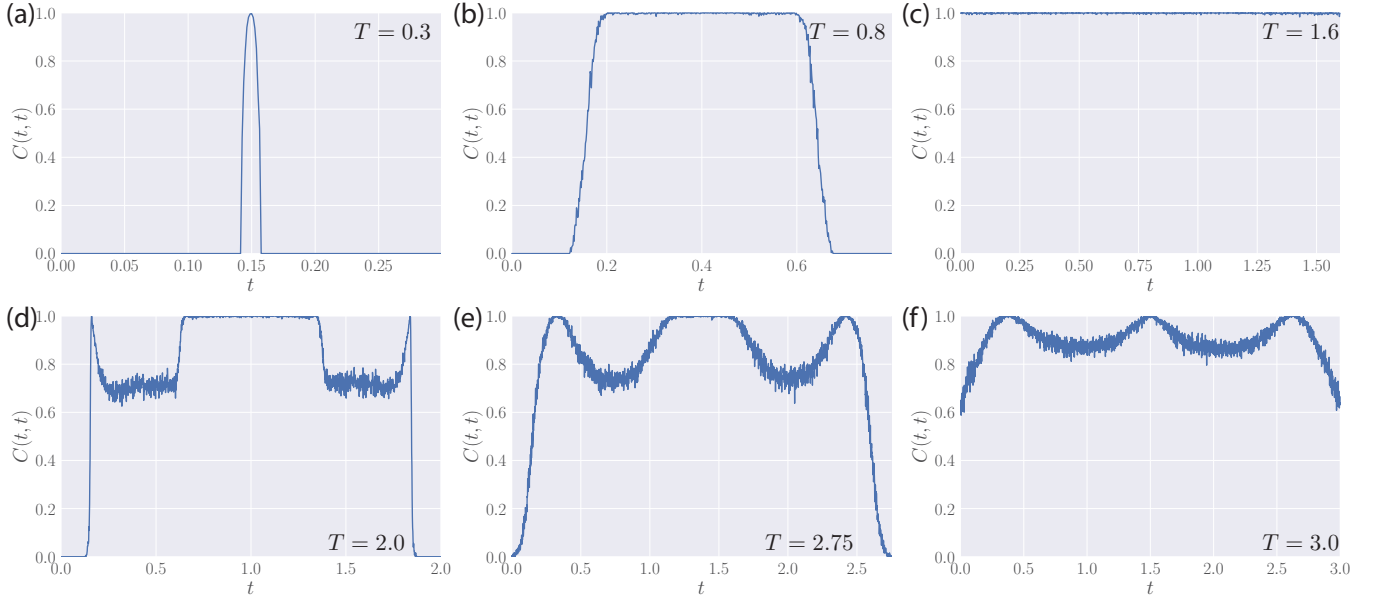 (a)
1.0
0.8
0.6
0.4
0.2
0.0
C(t, t)
T = 0.3
0.00 0.05 0.10 0.15 0.20 0.25
t
(b)
1.0
0.8
0.6
0.4
0.2
0.0
C(t, t)
T = 0.8
0.0 0.2 0.4 0.6
t
(c)
1.0
0.8
0.6
0.4
0.2
0.0
C(t, t)
T = 1.6
0.00 0.25 0.50 0.75 1.00 1.25 1.50
t
(d)
1.0
0.8
0.6
0.4
0.2
0.0
C(t, t)
T = 2.0
0.0 0.5 1.0 1.5 2.0
t
(e)
1.0
0.8
0.6
0.4
0.2
0.0
C(t, t)
T = 2.75
0.0 0.5 1.0 1.5 2.0 2.5
t
(f)
1.0
0.8
0.6
0.4
0.2
0.0
C(t, t)
T = 3.0
0.0 0.5 1.0 1.5 2.0 2.5 3.0
t